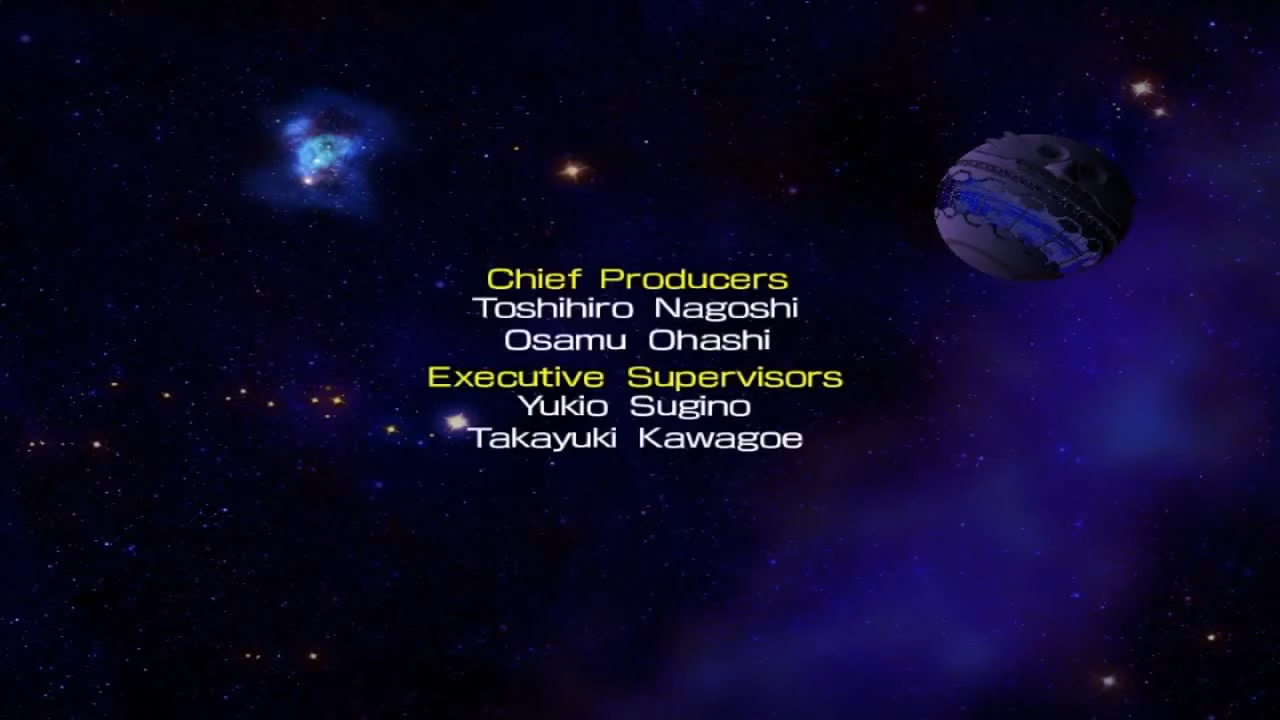 Chief Producers
Toshihiro Nagoshi
Osamu Ohashi
Executive Supervisors
Yukio Sugino
Takayuki Kawagoe